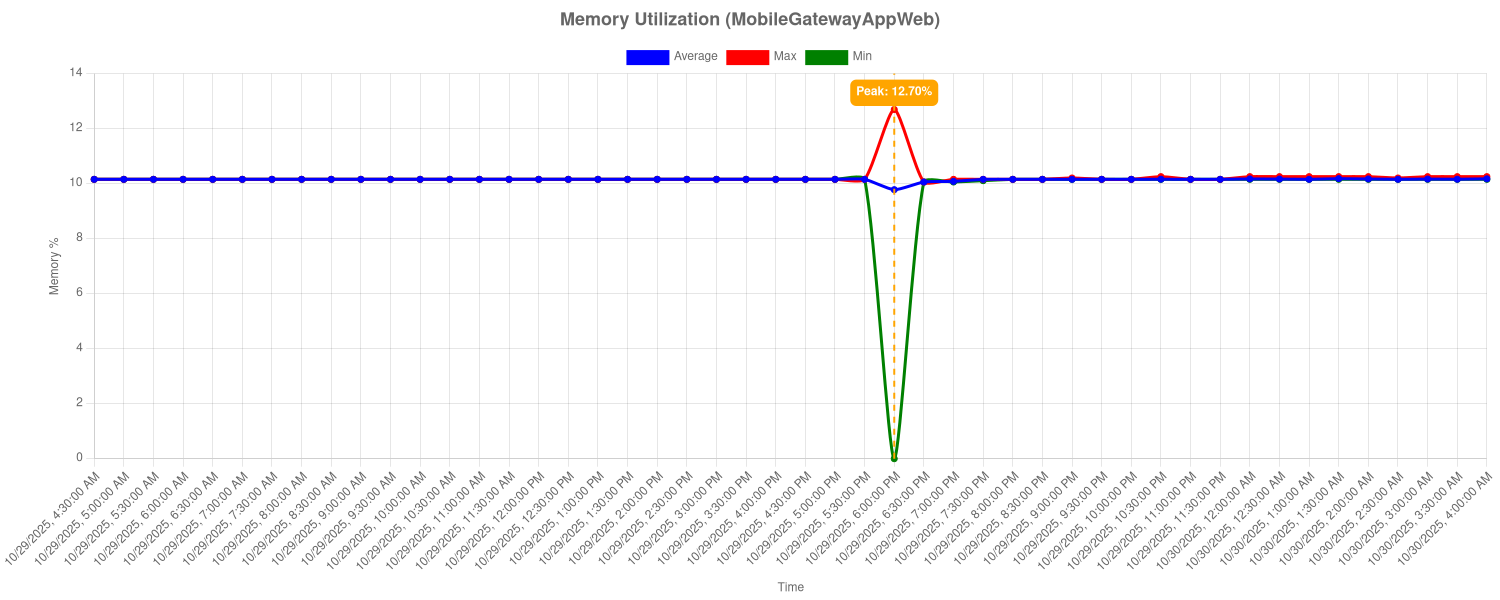 Memory Utilization (MobileGatewayAppWeb)
Average Max Min
Peak: 12.70%
14
12
10
8
6
4
2
0
Memory %
10/29/2025, 4:30:00 AM
10/29/2025, 5:00:00 AM
10/29/2025, 5:30:00 AM
10/29/2025, 6:00:00 AM
10/29/2025, 6:30:00 AM
10/29/2025, 7:00:00 AM
10/29/2025, 7:30:00 AM
10/29/2025, 8:00:00 AM
10/29/2025, 8:30:00 AM
10/29/2025, 9:00:00 AM
10/29/2025, 9:30:00 AM
10/29/2025, 10:00:00 AM
10/29/2025, 10:30:00 AM
10/29/2025, 11:00:00 AM
10/29/2025, 11:30:00 AM
10/29/2025, 12:00:00 PM
10/29/2025, 12:30:00 PM
10/29/2025, 1:00:00 PM
10/29/2025, 1:30:00 PM
10/29/2025, 2:00:00 PM
10/29/2025, 2:30:00 PM
10/29/2025, 3:00:00 PM
10/29/2025, 3:30:00 PM
10/29/2025, 4:00:00 PM
10/29/2025, 4:30:00 PM
10/29/2025, 5:00:00 PM
10/29/2025, 5:30:00 PM
10/29/2025, 6:00:00 PM
10/29/2025, 6:30:00 PM
10/29/2025, 7:00:00 PM
10/29/2025, 7:30:00 PM
10/29/2025, 8:00:00 PM
10/29/2025, 8:30:00 PM
10/29/2025, 9:00:00 PM
10/29/2025, 9:30:00 PM
10/29/2025, 10:00:00 PM
10/29/2025, 10:30:00 PM
10/29/2025, 11:00:00 PM
10/29/2025, 11:30:00 PM
10/30/2025, 12:00:00 AM
10/30/2025, 12:30:00 AM
10/30/2025, 1:00:00 AM
10/30/2025, 1:30:00 AM
10/30/2025, 2:00:00 AM
10/30/2025, 2:30:00 AM
10/30/2025, 3:00:00 AM
10/30/2025, 3:30:00 AM
10/30/2025, 4:00:00 AM
Time